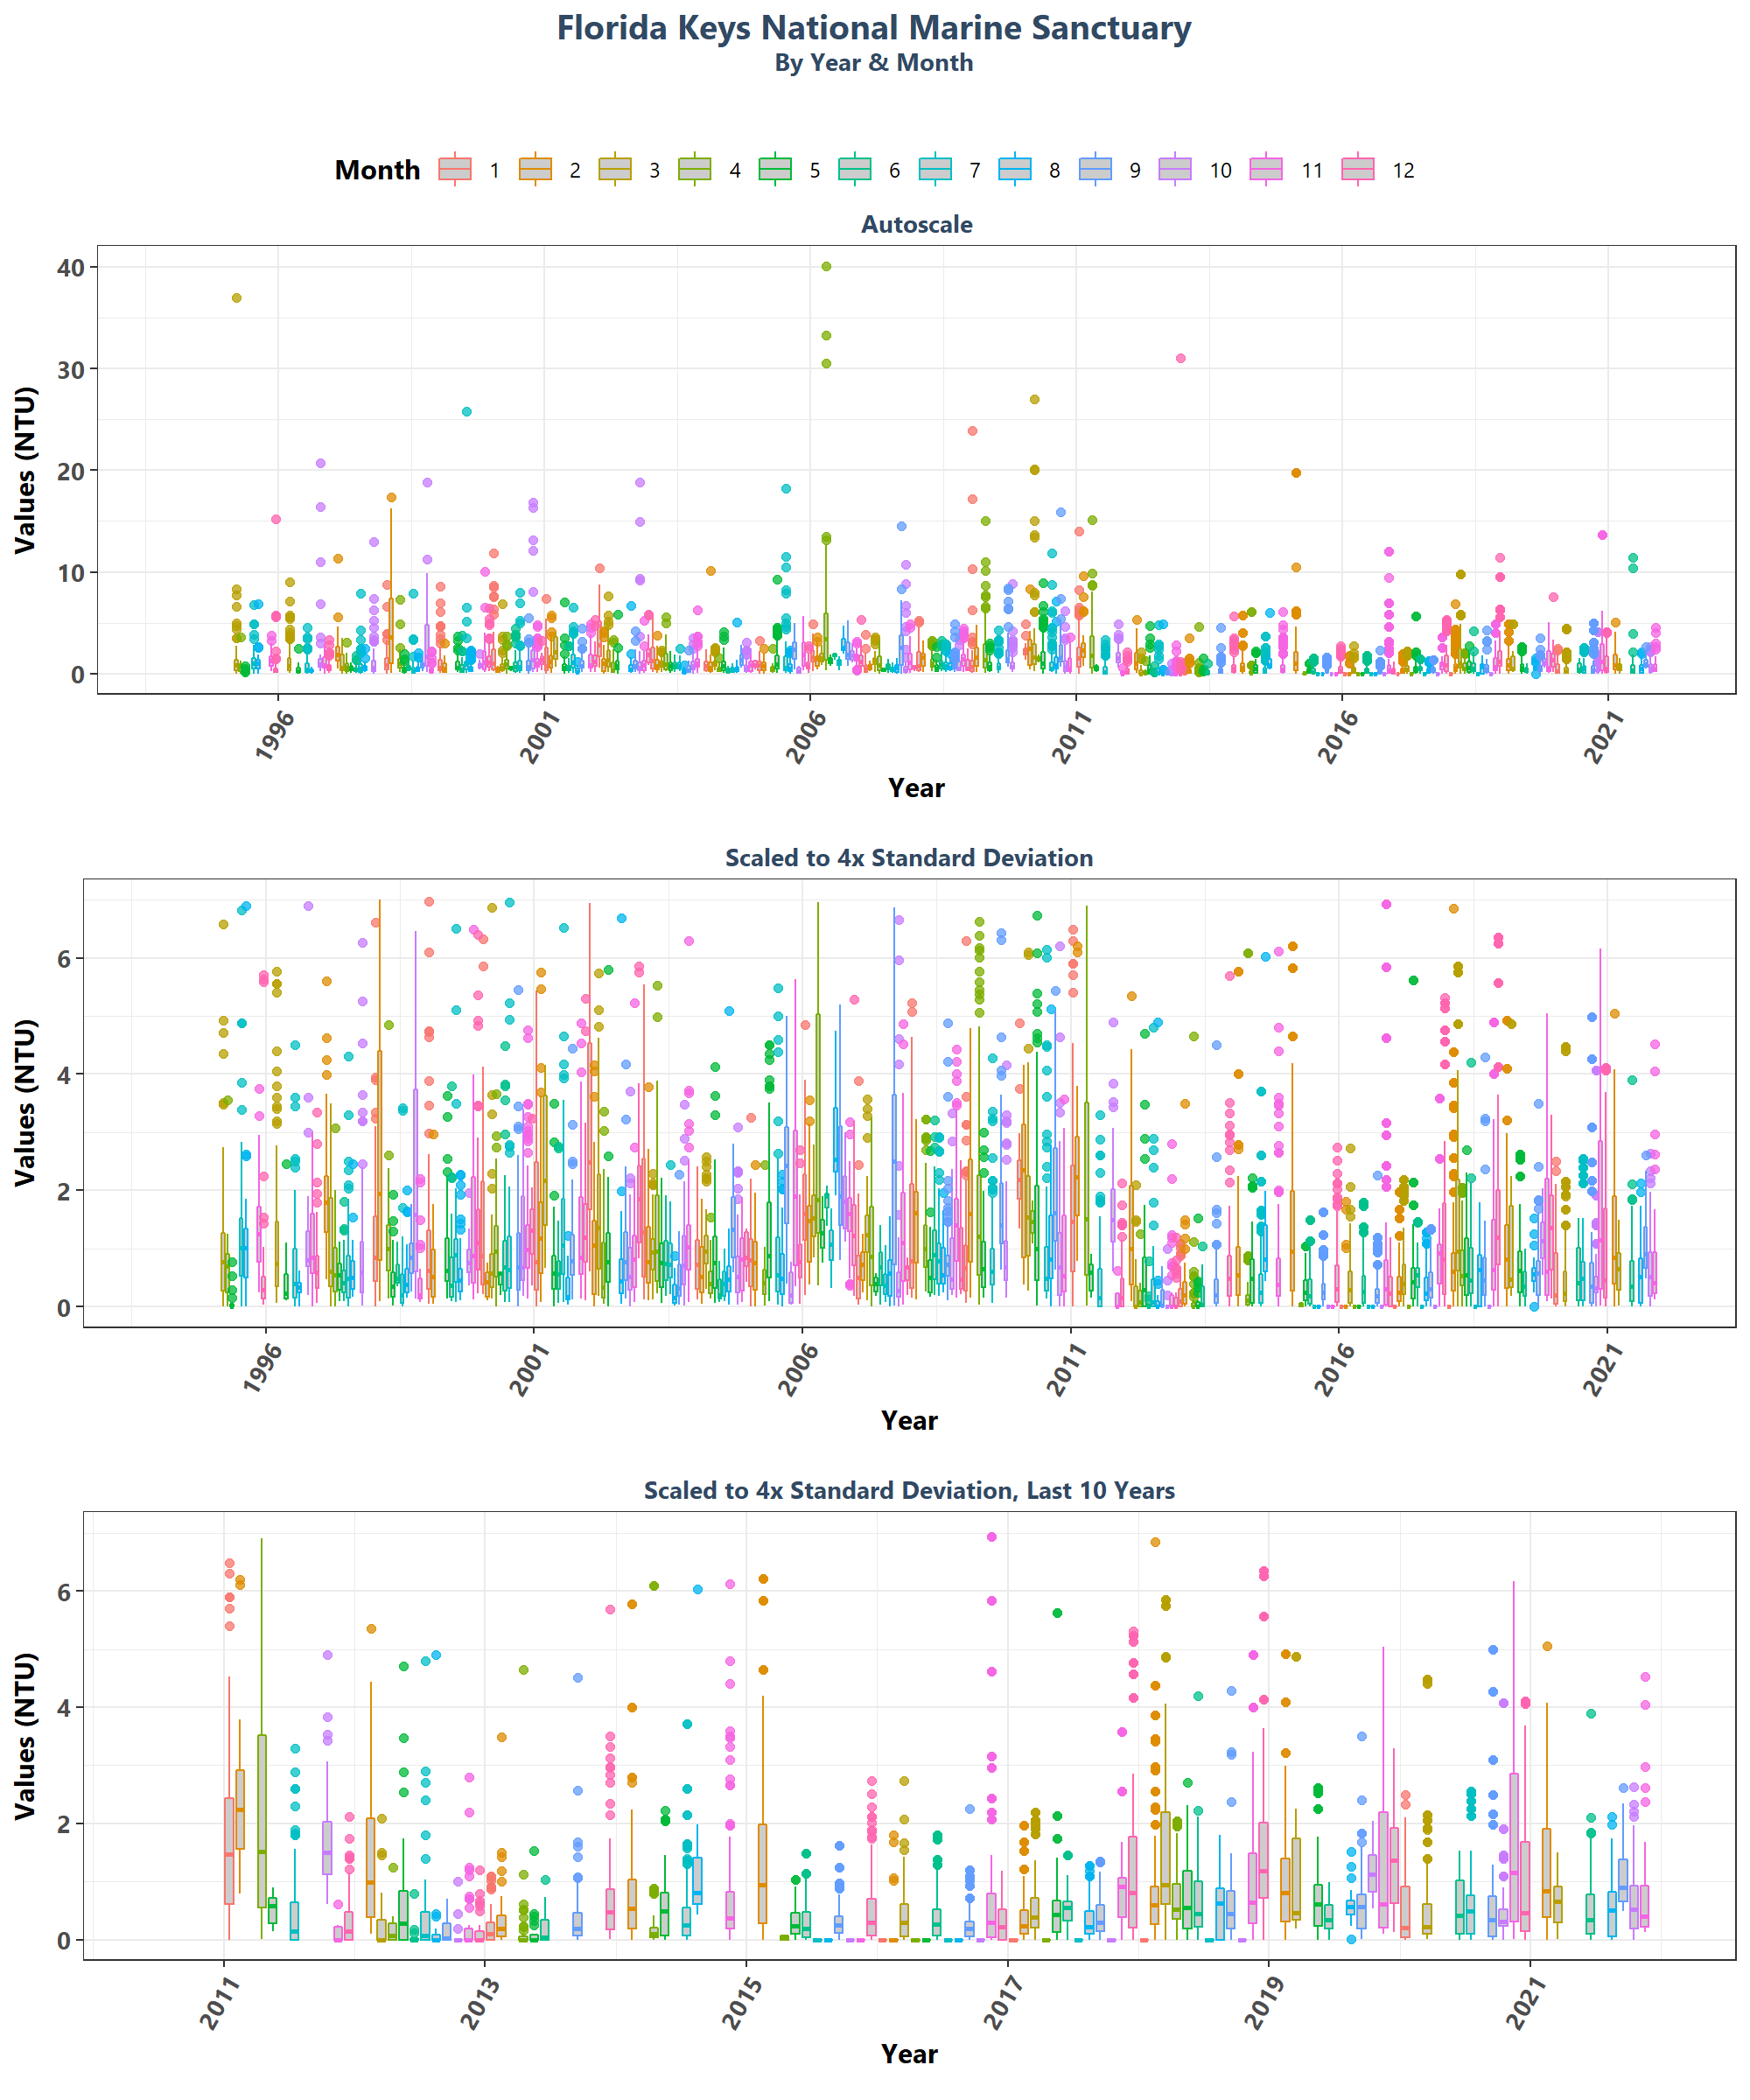 Florida Keys National Marine Sanctuary
By Year & Month
Month 1 2 3 4 5 6 7 8 9 10 11 12
Autoscale
Values (NTU)
40
30
20
10
0
1996 2001 2006 2011 2016 2021
Year
Scaled to 4x Standard Deviation
Values (NTU)
6
4
2
0
1996 2001 2006 2011 2016 2021
Year
Scaled to 4x Standard Deviation, Last 10 Years
Values (NTU)
6
4
2
0
2011 2013 2015 2017 2019 2021
Year